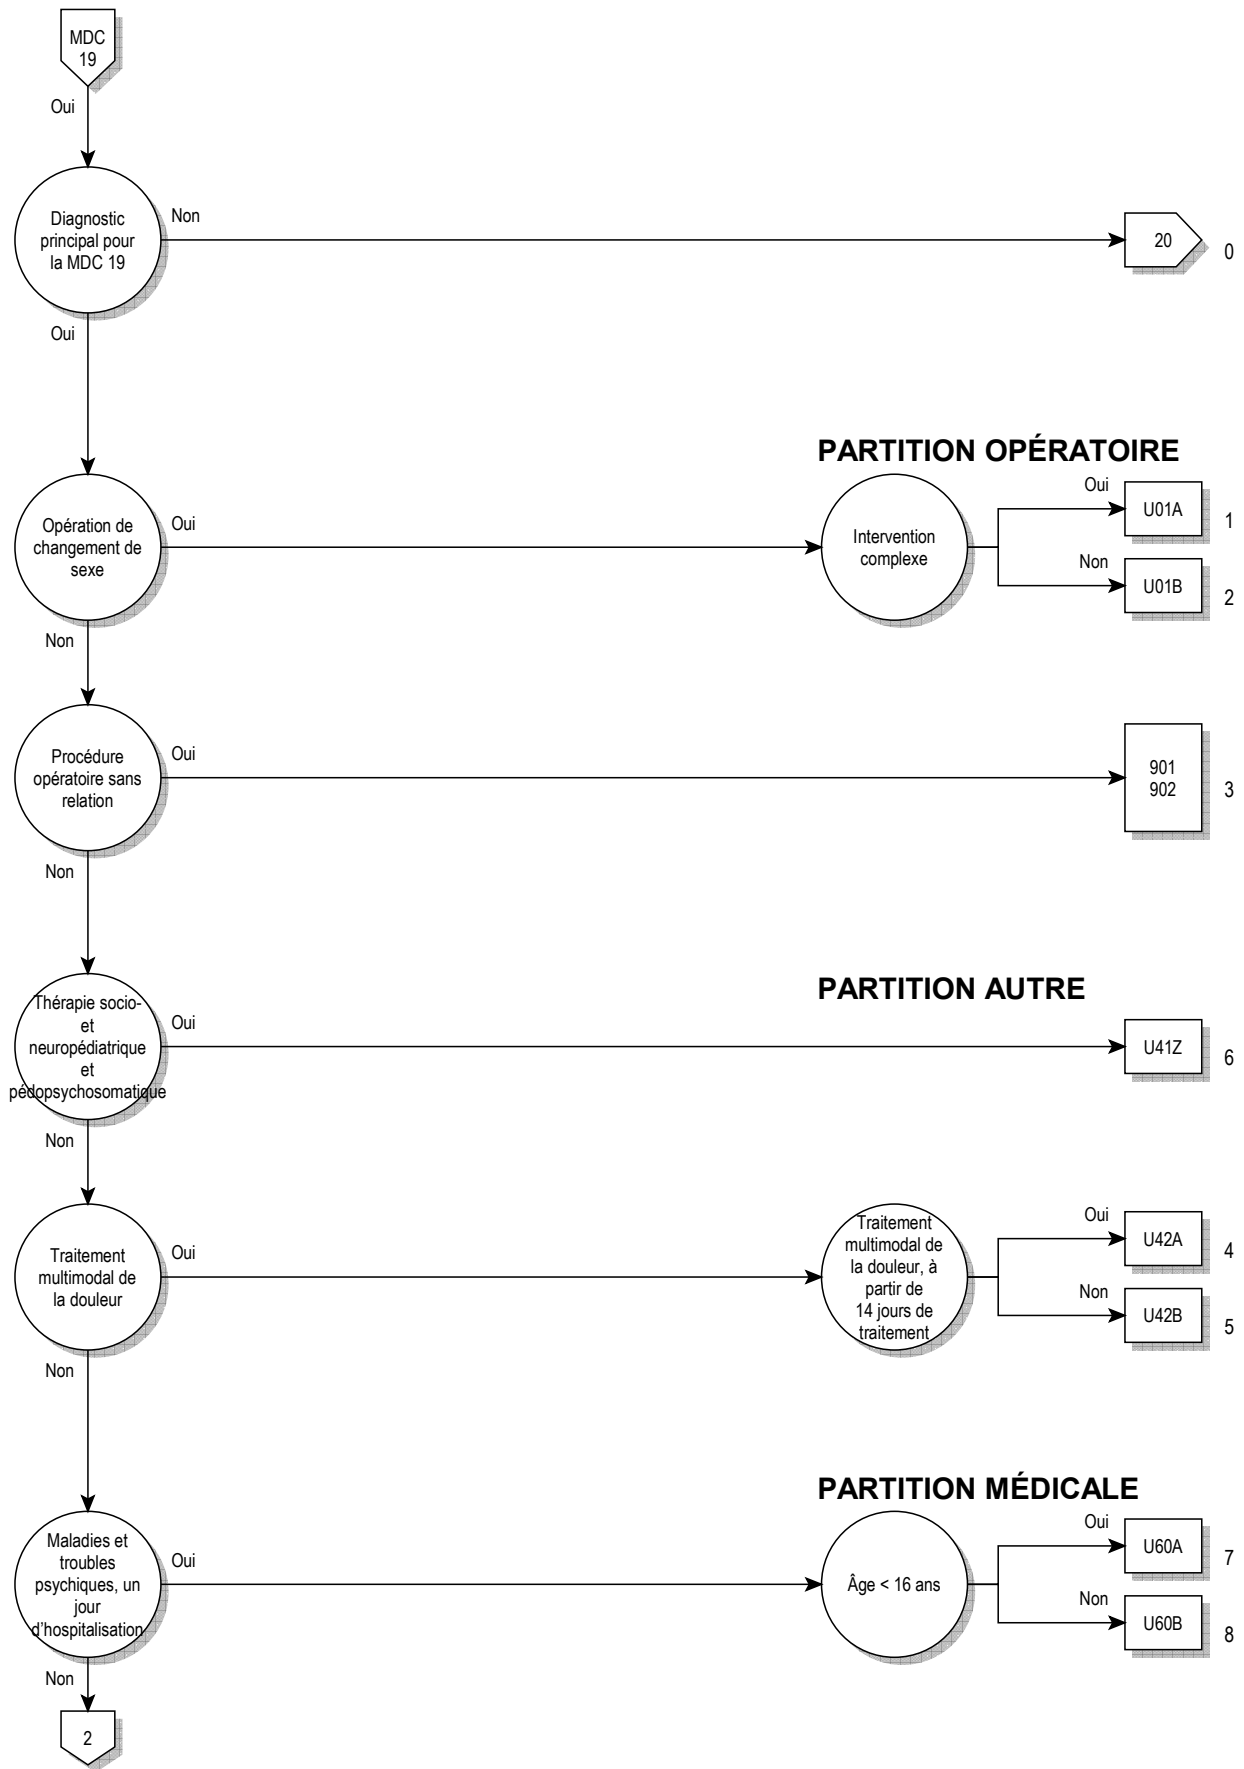 MDC
19
Oui
Diagnostic
principal pour
la MDC 19
Non
20
0
Oui
PARTITION OPÉRATOIRE
Opération de
changement de
sexe
Oui
Intervention
complexe
Oui
U01A
1
Non
U01B
2
Non
Procédure
opératoire sans
relation
Oui
901
902
3
Non
PARTITION AUTRE
Thérapie socio-
et
neuropédiatrique
et
pédopsychosomatique
Oui
U41Z
6
Non
Traitement
multimodal de
la douleur
Oui
Traitement
multimodal de
la douleur, à
partir de
14 jours de
traitement
Oui
U42A
4
Non
U42B
5
Non
PARTITION MÉDICALE
Maladies et
troubles
psychiques, un
jour
d'hospitalisation
Oui
Âge < 16 ans
Oui
U60A
7
Non
U60B
8
Non
2